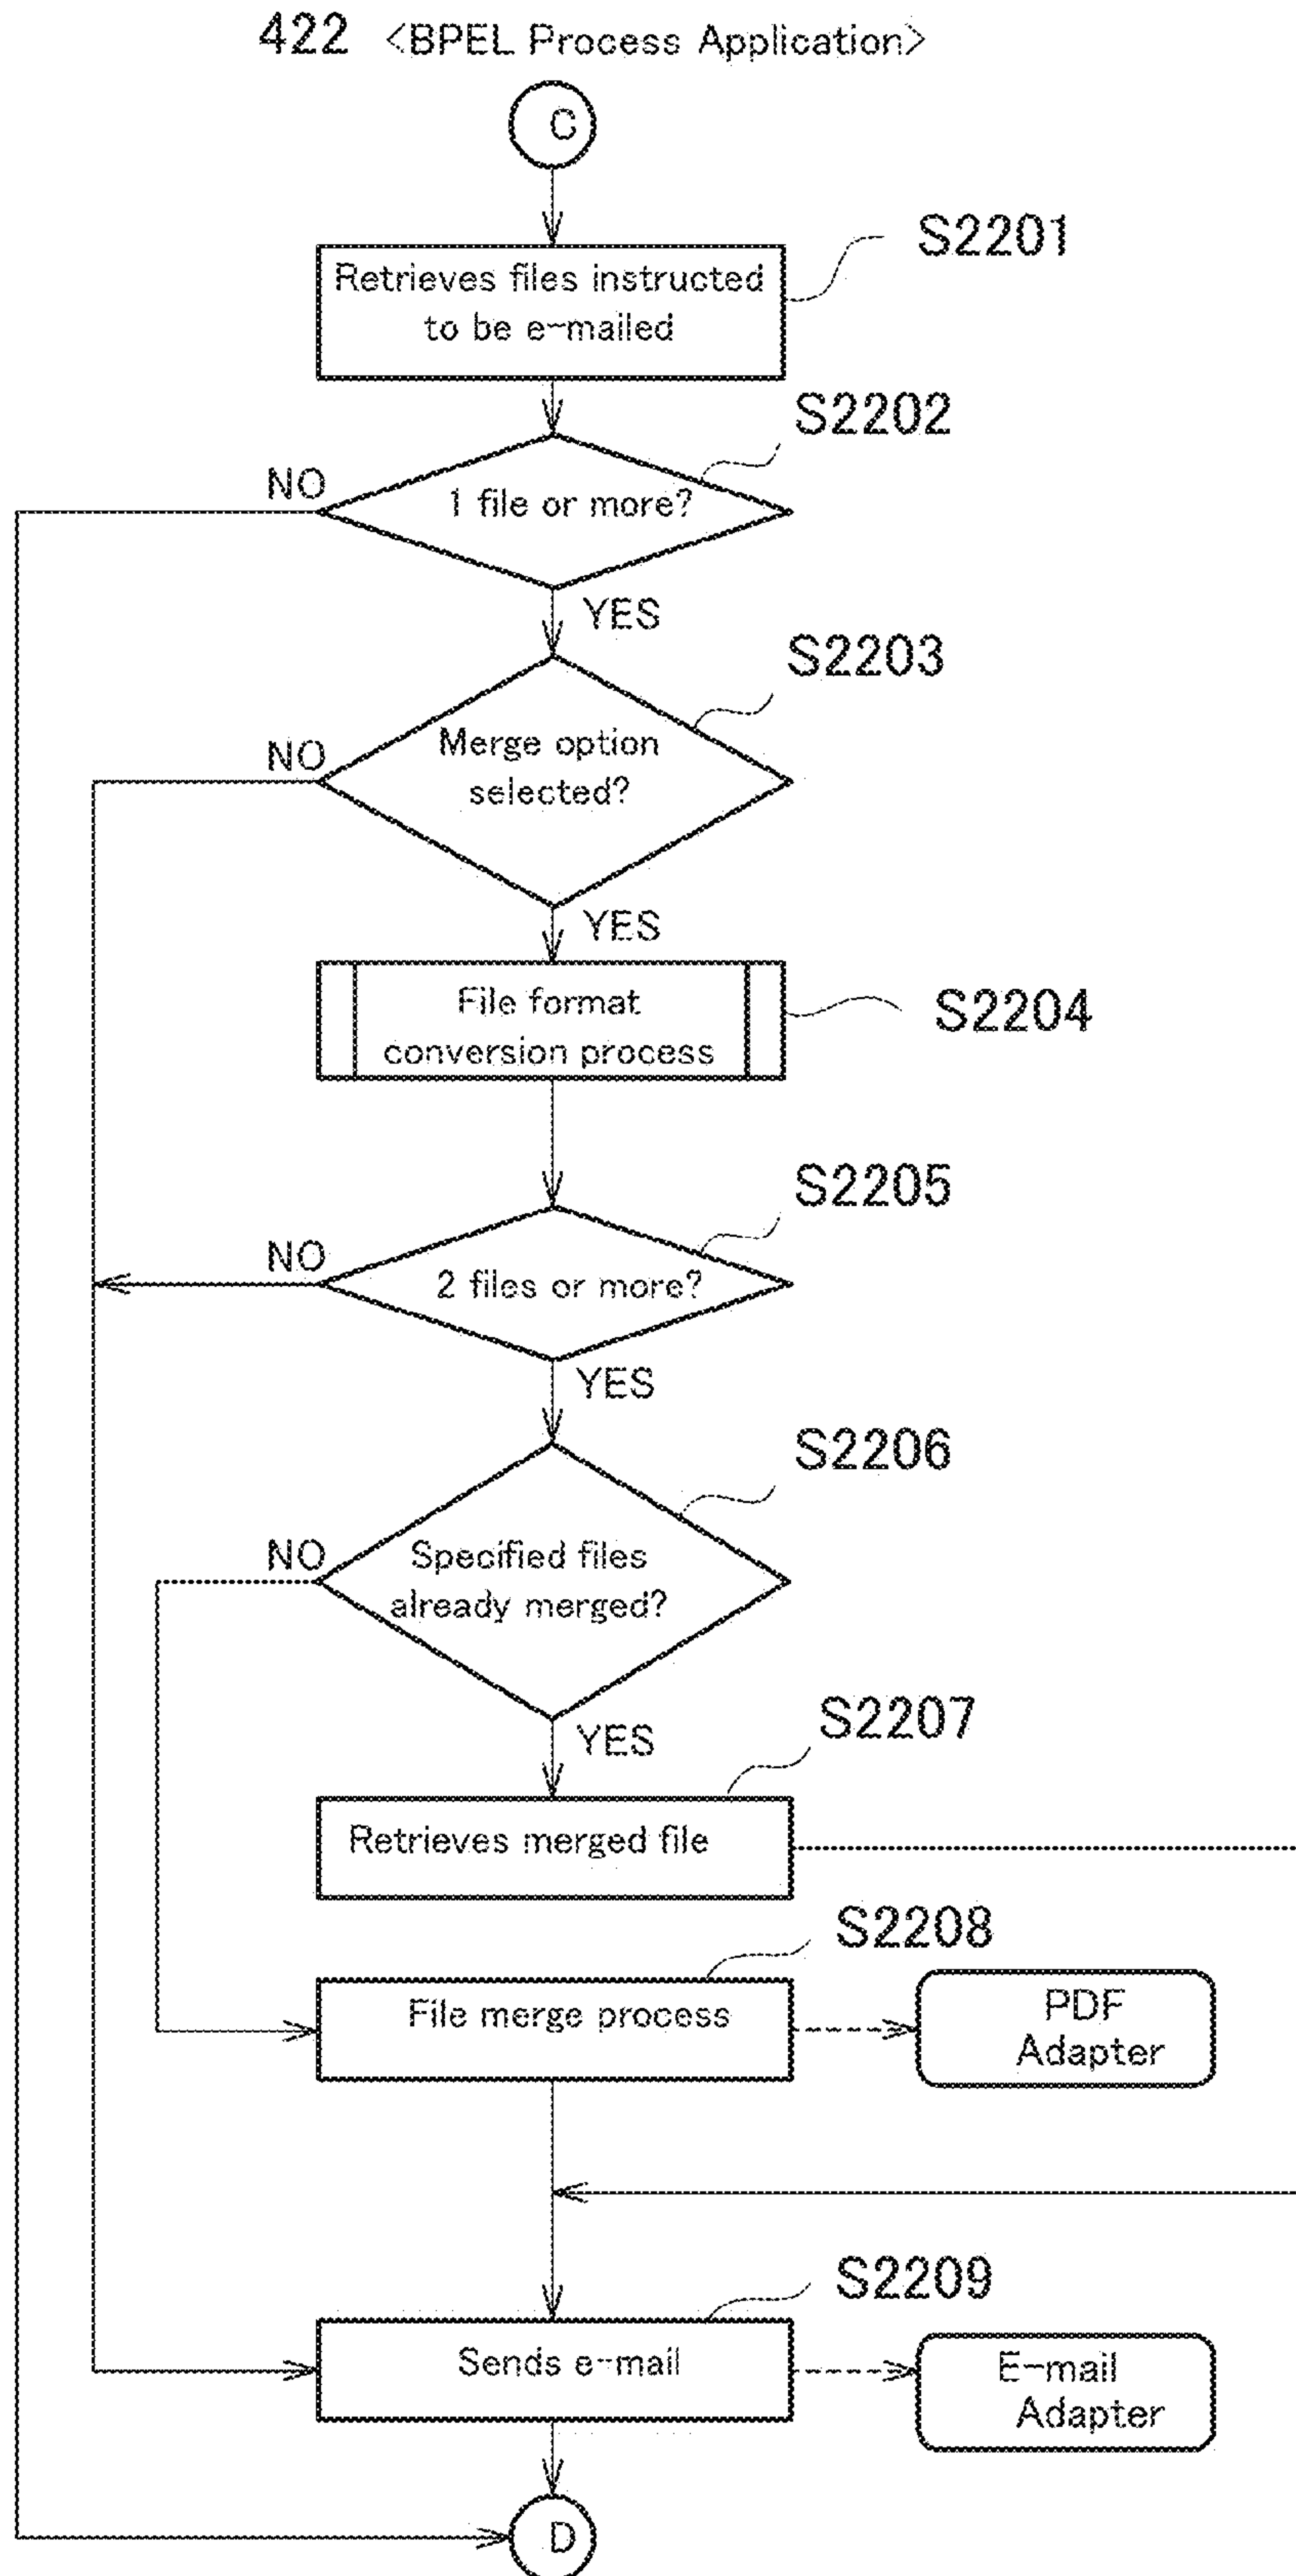 422 <BPEL Process Application>
C
S2201
Retrieves files instructed
to be e-mailed
S2202
NO
1 file or more?
YES
S2203
NO
Merge option
selected?
YES
File format
conversion process
S2204
S2205
NO
2 files or more?
YES
S2206
NO
Specified files
already merged?
YES
S2207
Retrieves merged file
S2208
File merge process
PDF
Adapter
S2209
Sends e-mail
E-mail
Adapter
D